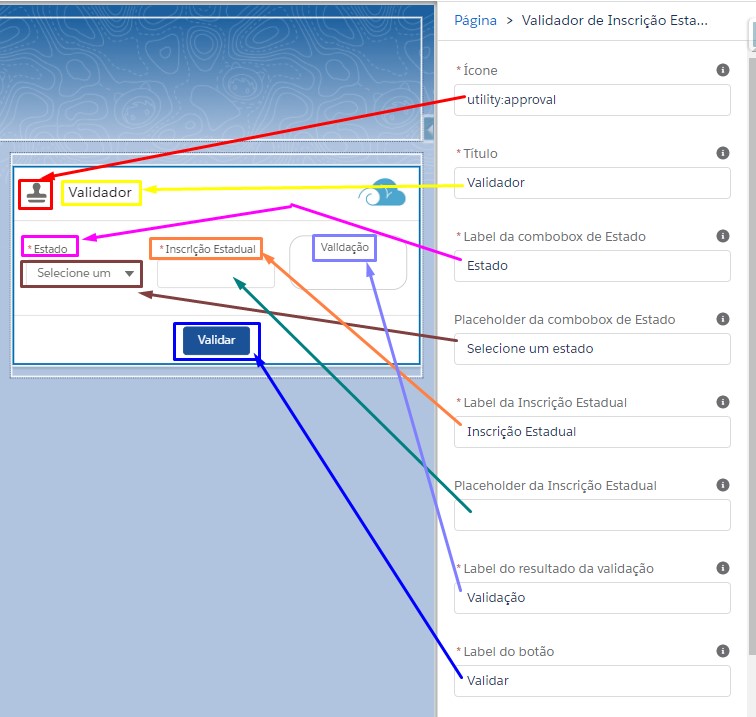 Página > Validador de Inscrição Esta...
* Ícone
utility:approval
* Título
Validador
* Label da combobox de Estado
Estado
Placeholder da combobox de Estado
Selecione um estado
* Label da Inscrição Estadual
Inscrição Estadual
Placeholder da Inscrição Estadual
* Label do resultado da validação
Validação
* Label do botão
Validar
Validador
* Estado
* Inscrição Estadual
Validação
Selecione um
Validar